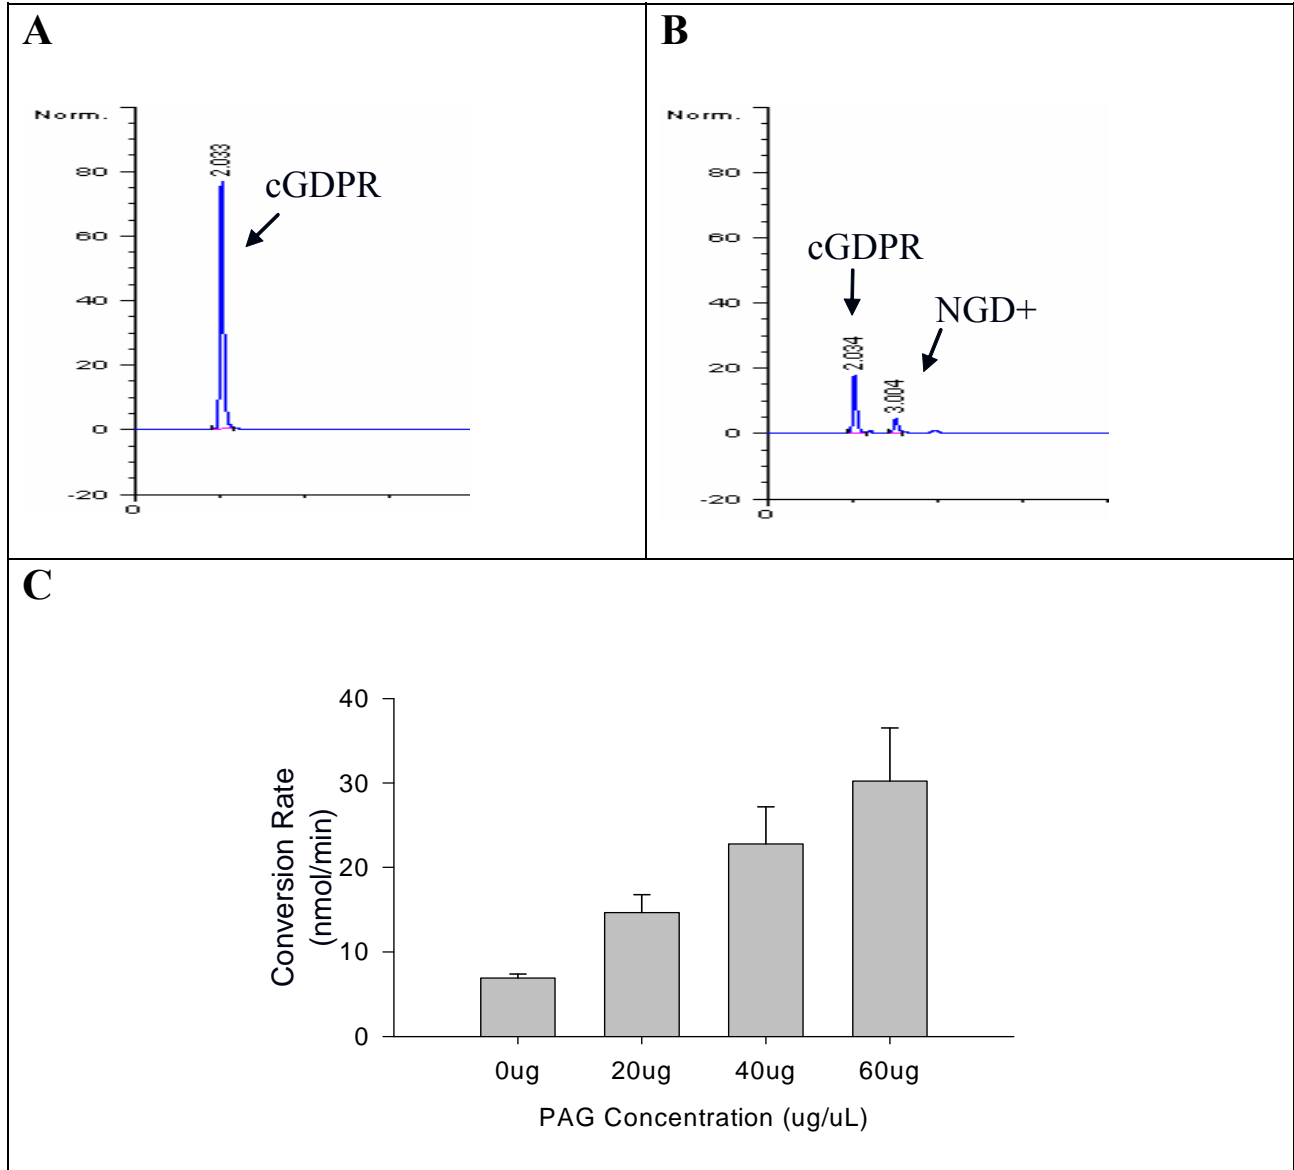 A
Norm.
80
60
40
20
0
-20
0
2.033
cGDPR
B
Norm.
80
60
40
20
0
-20
0
cGDPR
NGD+
2.034
3.004
C
40
30
20
10
0
Conversion Rate
(nmol/min)
0ug 20ug 40ug 60ug
PAG Concentration (ug/uL)